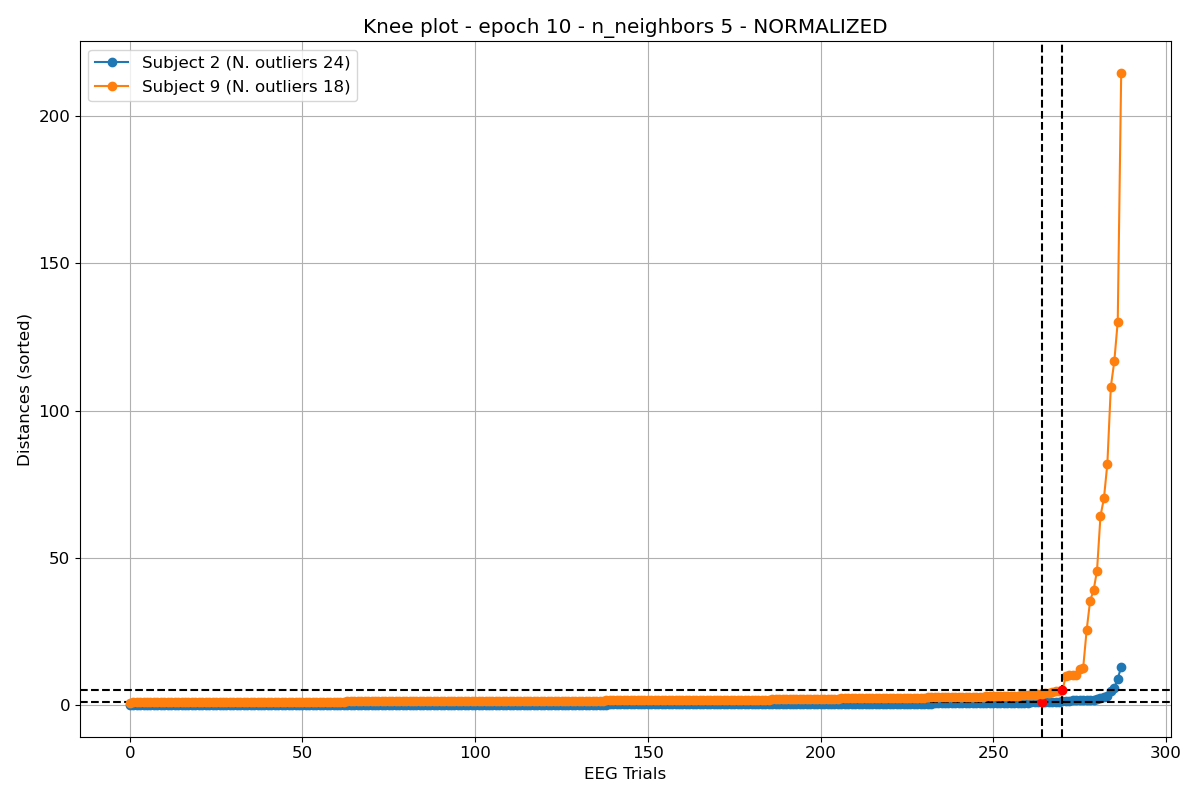 Knee plot - epoch 10 - n_neighbors 5 - NORMALIZED
Subject 2 (N. outliers 24)
Subject 9 (N. outliers 18)
200
150
100
50
0
Distances (sorted)
0
50
100
150
200
250
300
EEG Trials